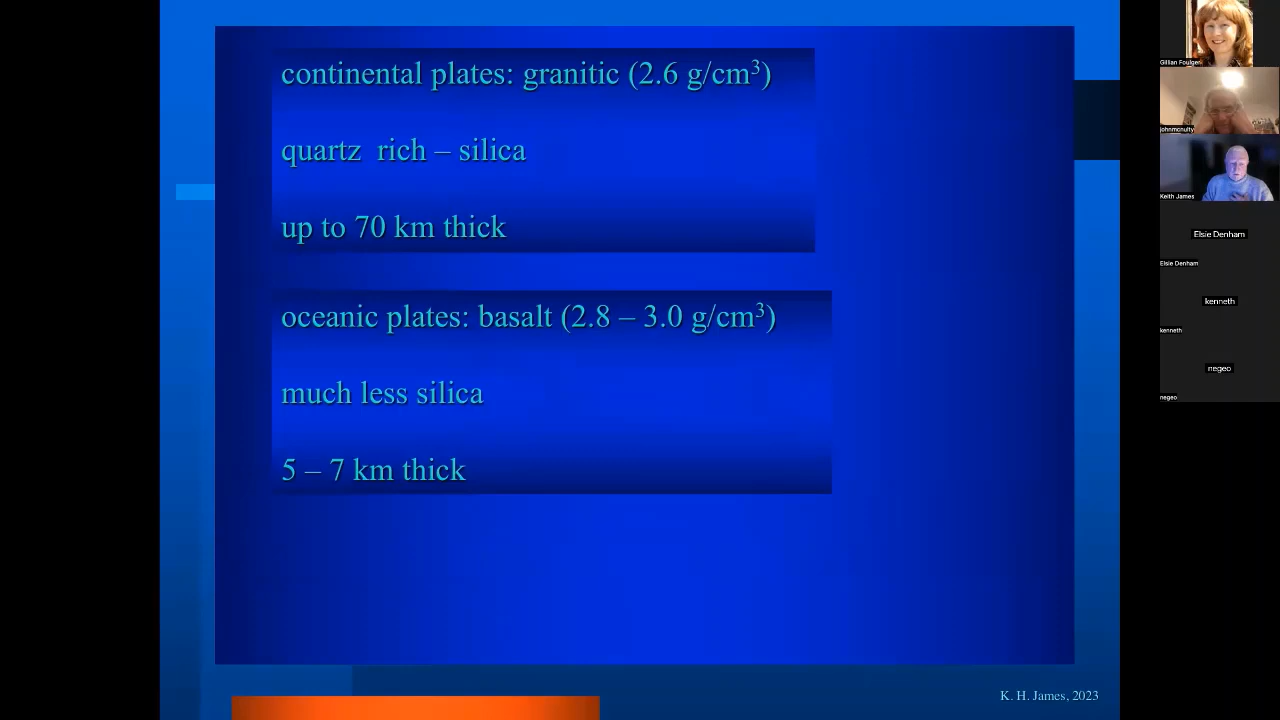 continental plates: granitic (2.6 g/cm³)
quartz  rich – silica
up to 70 km thick
oceanic plates: basalt (2.8 – 3.0 g/cm³)
much less silica
5 – 7 km thick
K. H. James, 2023
Gillian Foulger
johnmcnulty
Keith James
Elsie Denham
Elsie Denham
kenneth
kenneth
negeo
negeo